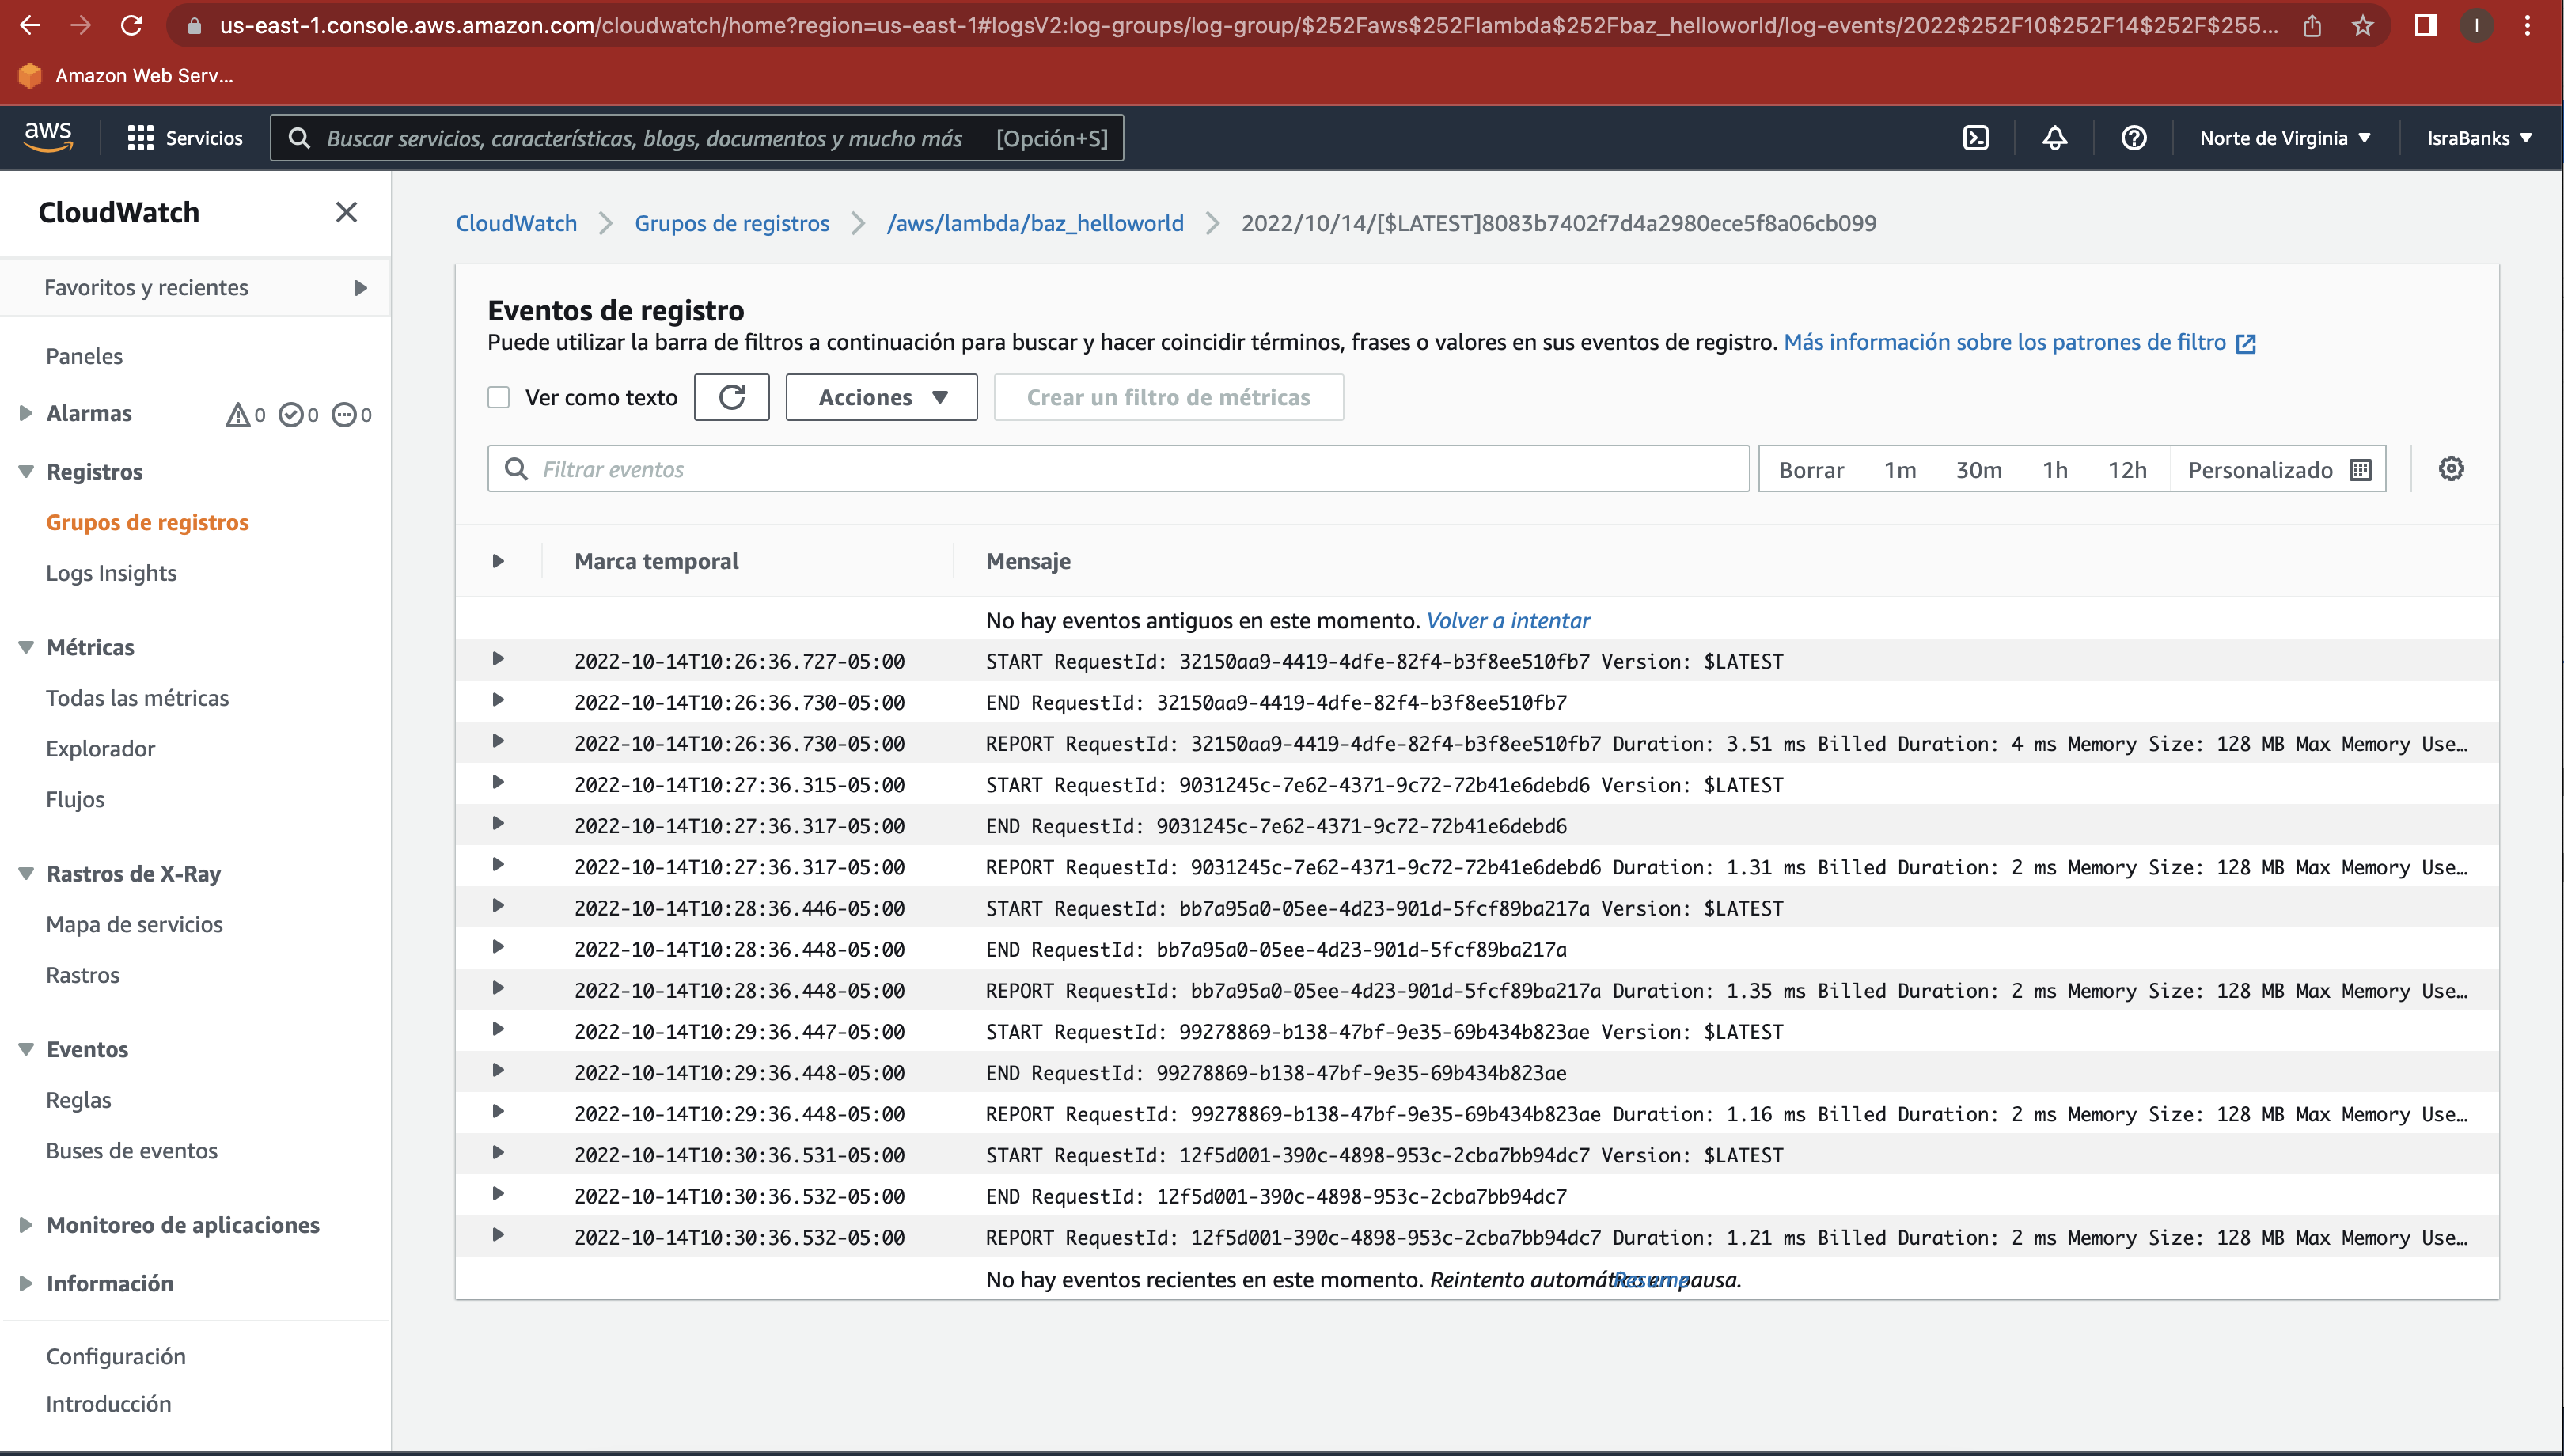 us-east-1.console.aws.amazon.com/cloudwatch/home?region=us-east-1#logsV2:log-groups/log-group/$252Faws$252Flambda$252Fbaz_helloworld/log-events/2022$252F10$252F14$252F$255...
I
Amazon Web Serv...
aws
Servicios
Buscar servicios, características, blogs, documentos y mucho más [Opción+S]
Norte de Virginia
IsraBanks
CloudWatch
Favoritos y recientes
Paneles
Alarmas 0 0 0
Registros
Grupos de registros
Logs Insights
Métricas
Todas las métricas
Explorador
Flujos
Rastros de X-Ray
Mapa de servicios
Rastros
Eventos
Reglas
Buses de eventos
Monitoreo de aplicaciones
Información
Configuración
Introducción
CloudWatch > Grupos de registros > /aws/lambda/baz_helloworld > 2022/10/14/[$LATEST]8083b7402f7d4a2980ece5f8a06cb099
Eventos de registro
Puede utilizar la barra de filtros a continuación para buscar y hacer coincidir términos, frases o valores en sus eventos de registro. Más información sobre los patrones de filtro
Ver como texto
Acciones
Crear un filtro de métricas
Filtrar eventos
Borrar 1m 30m 1h 12h Personalizado
Marca temporal Mensaje
No hay eventos antiguos en este momento. Volver a intentar
2022-10-14T10:26:36.727-05:00 START RequestId: 32150aa9-4419-4dfe-82f4-b3f8ee510fb7 Version: $LATEST
2022-10-14T10:26:36.730-05:00 END RequestId: 32150aa9-4419-4dfe-82f4-b3f8ee510fb7
2022-10-14T10:26:36.730-05:00 REPORT RequestId: 32150aa9-4419-4dfe-82f4-b3f8ee510fb7 Duration: 3.51 ms Billed Duration: 4 ms Memory Size: 128 MB Max Memory Use...
2022-10-14T10:27:36.315-05:00 START RequestId: 9031245c-7e62-4371-9c72-72b41e6debd6 Version: $LATEST
2022-10-14T10:27:36.317-05:00 END RequestId: 9031245c-7e62-4371-9c72-72b41e6debd6
2022-10-14T10:27:36.317-05:00 REPORT RequestId: 9031245c-7e62-4371-9c72-72b41e6debd6 Duration: 1.31 ms Billed Duration: 2 ms Memory Size: 128 MB Max Memory Use...
2022-10-14T10:28:36.446-05:00 START RequestId: bb7a95a0-05ee-4d23-901d-5fcf89ba217a Version: $LATEST
2022-10-14T10:28:36.448-05:00 END RequestId: bb7a95a0-05ee-4d23-901d-5fcf89ba217a
2022-10-14T10:28:36.448-05:00 REPORT RequestId: bb7a95a0-05ee-4d23-901d-5fcf89ba217a Duration: 1.35 ms Billed Duration: 2 ms Memory Size: 128 MB Max Memory Use...
2022-10-14T10:29:36.447-05:00 START RequestId: 99278869-b138-47bf-9e35-69b434b823ae Version: $LATEST
2022-10-14T10:29:36.448-05:00 END RequestId: 99278869-b138-47bf-9e35-69b434b823ae
2022-10-14T10:29:36.448-05:00 REPORT RequestId: 99278869-b138-47bf-9e35-69b434b823ae Duration: 1.16 ms Billed Duration: 2 ms Memory Size: 128 MB Max Memory Use...
2022-10-14T10:30:36.531-05:00 START RequestId: 12f5d001-390c-4898-953c-2cba7bb94dc7 Version: $LATEST
2022-10-14T10:30:36.532-05:00 END RequestId: 12f5d001-390c-4898-953c-2cba7bb94dc7
2022-10-14T10:30:36.532-05:00 REPORT RequestId: 12f5d001-390c-4898-953c-2cba7bb94dc7 Duration: 1.21 ms Billed Duration: 2 ms Memory Size: 128 MB Max Memory Use...
No hay eventos recientes en este momento. Reintento automático en pausa. Resume